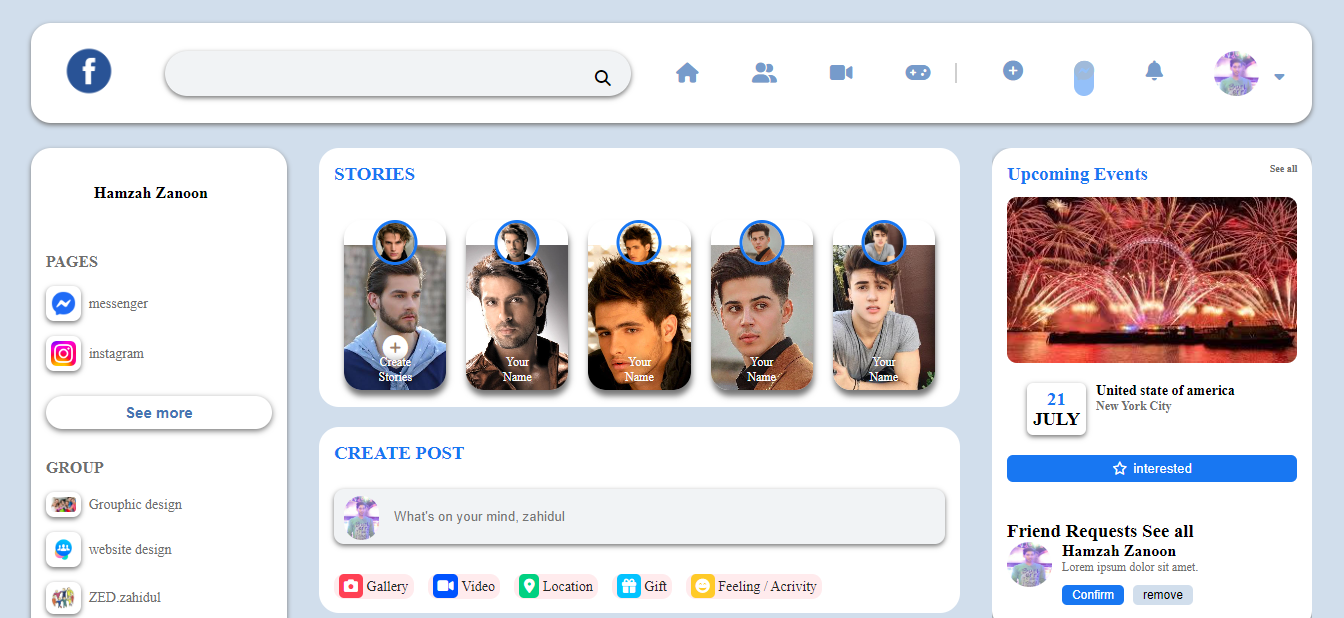 f
Hamzah Zanoon
PAGES
messenger
instagram
See more
GROUP
Grouphic design
website design
ZED.zahidul
STORIES
Create
Stories
Your
Name
Your
Name
Your
Name
Your
Name
CREATE POST
What's on your mind, zahidul
Gallery
Video
Location
Gift
Feeling / Acrivity
Upcoming Events
See all
21
JULY
United state of america
New York City
interested
Friend Requests See all
Hamzah Zanoon
Lorem ipsum dolor sit amet.
Confirm
remove